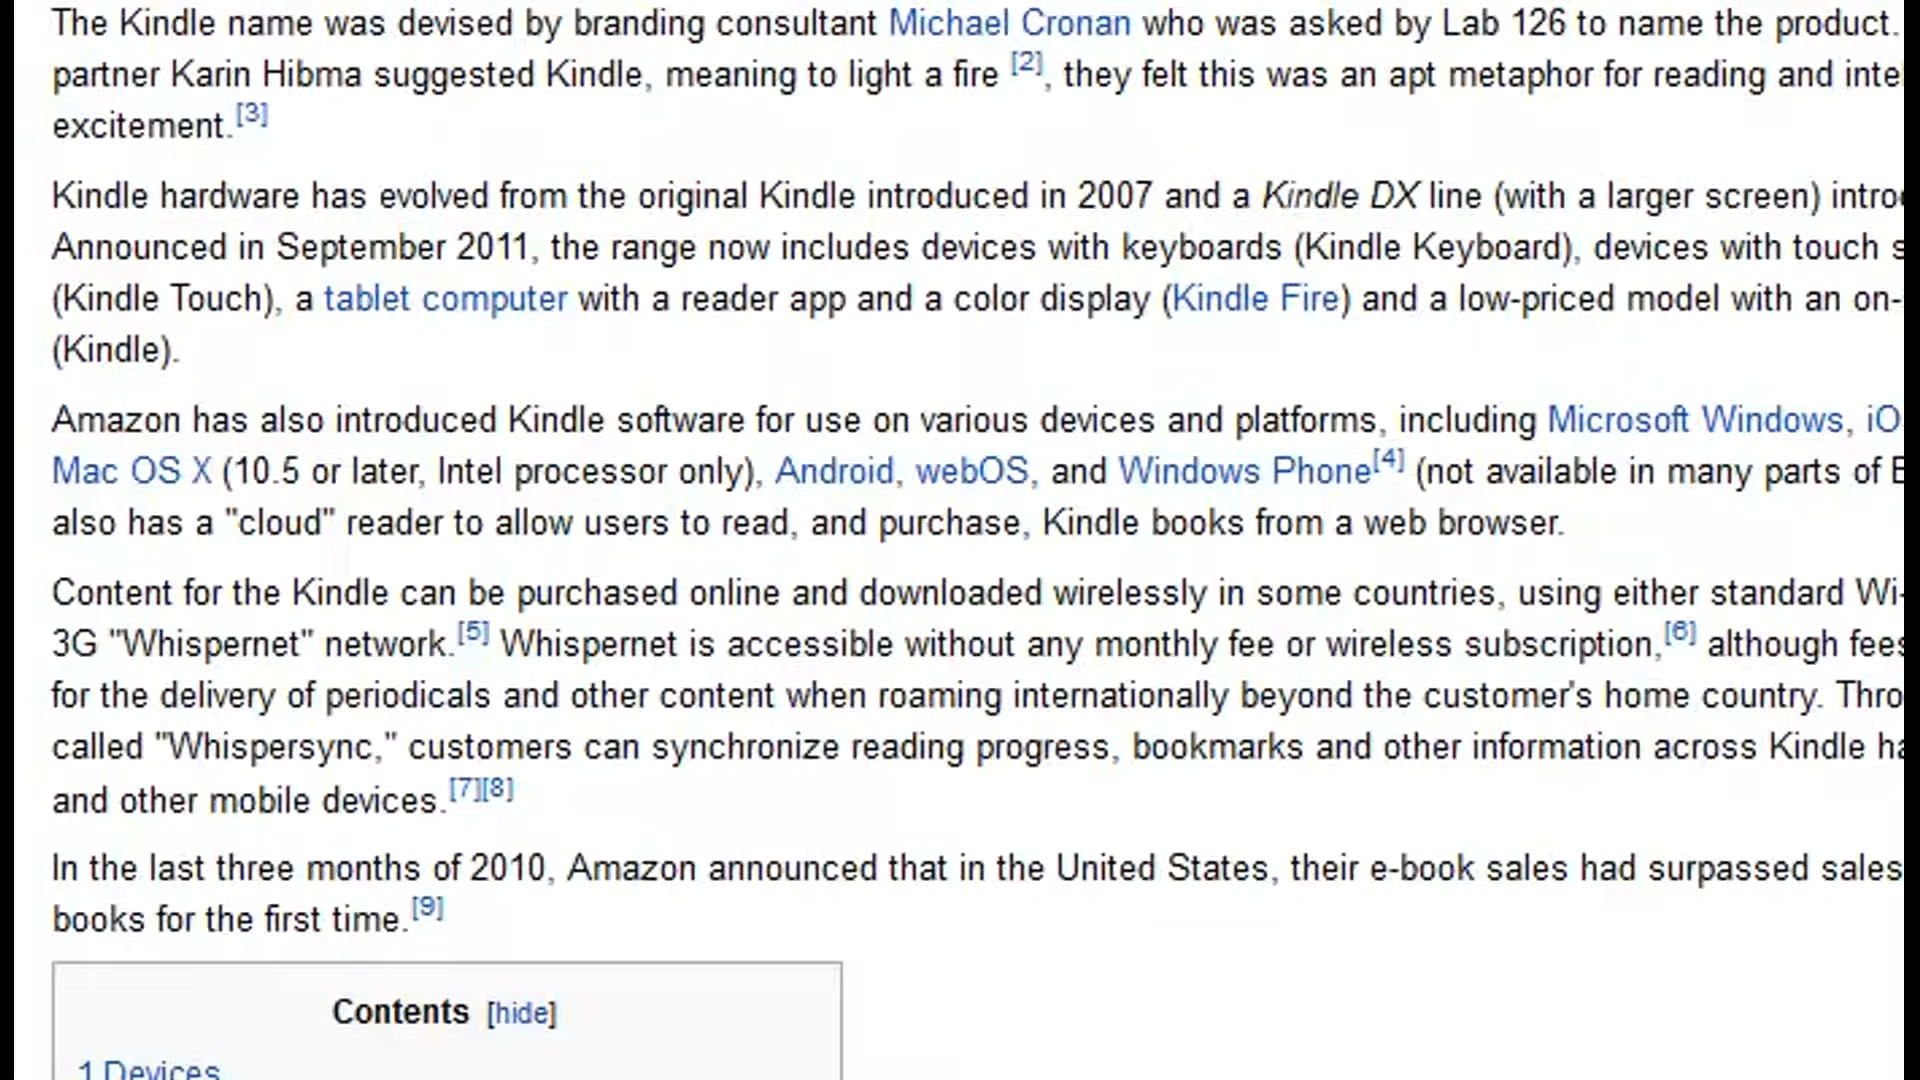 The Kindle name was devised by branding consultant Michael Cronan who was asked by Lab 126 to name the product.
partner Karin Hibma suggested Kindle, meaning to light a fire [2], they felt this was an apt metaphor for reading and inte
excitement.[3]
Kindle hardware has evolved from the original Kindle introduced in 2007 and a Kindle DX line (with a larger screen) intro
Announced in September 2011, the range now includes devices with keyboards (Kindle Keyboard), devices with touch s
(Kindle Touch), a tablet computer with a reader app and a color display (Kindle Fire) and a low-priced model with an on-
(Kindle).
Amazon has also introduced Kindle software for use on various devices and platforms, including Microsoft Windows, iO
Mac OS X (10.5 or later, Intel processor only), Android, webOS, and Windows Phone[4] (not available in many parts of E
also has a "cloud" reader to allow users to read, and purchase, Kindle books from a web browser.
Content for the Kindle can be purchased online and downloaded wirelessly in some countries, using either standard Wi-
3G "Whispernet" network.[5] Whispernet is accessible without any monthly fee or wireless subscription,[6] although fees
for the delivery of periodicals and other content when roaming internationally beyond the customer's home country. Thro
called "Whispersync," customers can synchronize reading progress, bookmarks and other information across Kindle ha
and other mobile devices.[7][8]
In the last three months of 2010, Amazon announced that in the United States, their e-book sales had surpassed sales
books for the first time.[9]
Contents [hide]
1 Devices